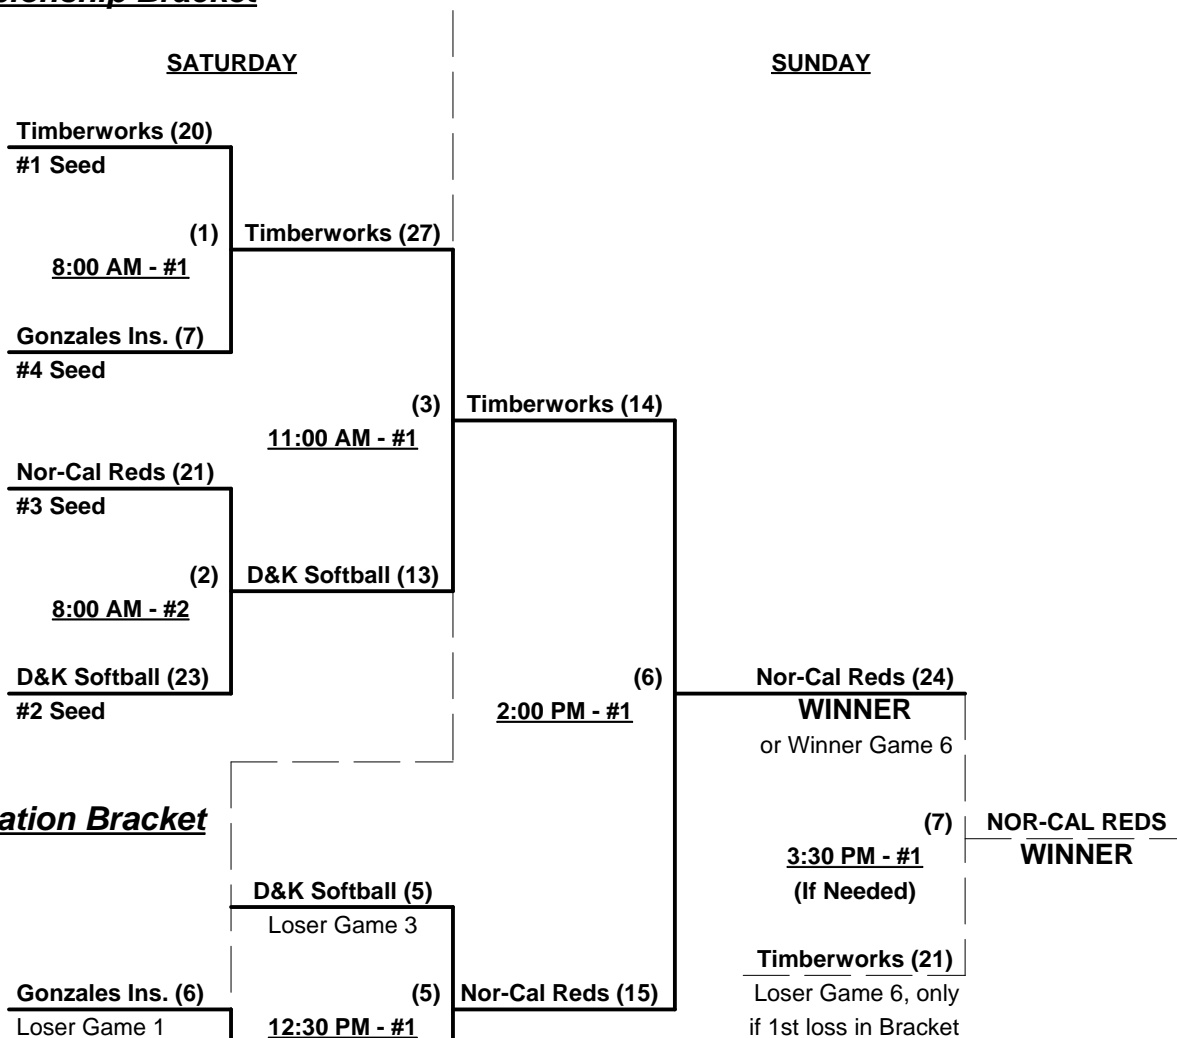 Bracket
SATURDAY
SUNDAY
Timberworks (20)
#1 Seed
(1)
Timberworks (27)
8:00 AM - #1
Gonzales Ins. (7)
#4 Seed
(3)
Timberworks (14)
11:00 AM - #1
Nor-Cal Reds (21)
#3 Seed
(2)
D&K Softball (13)
8:00 AM - #2
D&K Softball (23)
#2 Seed
(6)
Nor-Cal Reds (24)
2:00 PM - #1
WINNER
or Winner Game 6
ation Bracket
(7)
NOR-CAL REDS
3:30 PM - #1
WINNER
(If Needed)
D&K Softball (5)
Loser Game 3
Timberworks (21)
Gonzales Ins. (6)
(5)
Nor-Cal Reds (15)
Loser Game 6, only
Loser Game 1
12:30 PM - #1
if 1st loss in Bracket